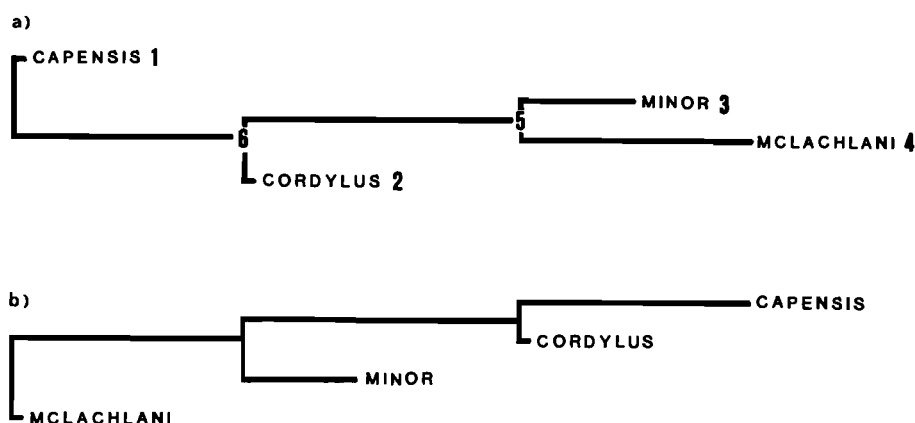 a)
CAPENSIS 1
MINOR 3
5
6
MCLACHLANI 4
CORDYLUS 2
b)
CAPENSIS
CORDYLUS
MINOR
MCLACHLANI